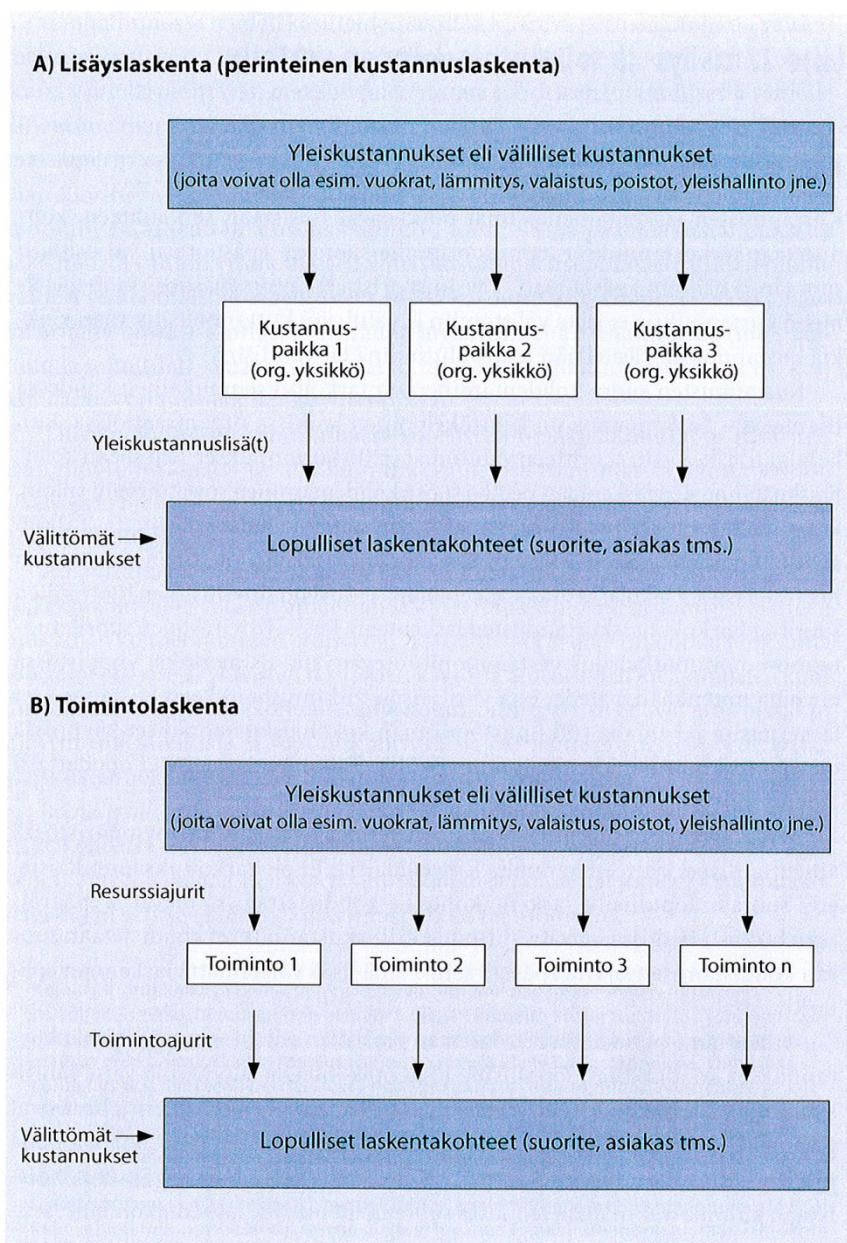 A) Lisäyslaskenta (perinteinen kustannuslaskenta)
Yleiskustannukset eli välilliset kustannukset
(joita voivat olla esim. vuokrat, lämmitys, valaistus, poistot, yleishallinto jne.)
Kustannus-
paikka 1
(org. yksikkö)
Kustannus-
paikka 2
(org. yksikkö)
Kustannus-
paikka 3
(org. yksikkö)
Yleiskustannuslisä(t)
Välittömät
kustannukset
Lopulliset laskentakohteet (suorite, asiakas tms.)
B) Toimintolaskenta
Yleiskustannukset eli välilliset kustannukset
(joita voivat olla esim. vuokrat, lämmitys, valaistus, poistot, yleishallinto jne.)
Resurssiajurit
Toiminto 1
Toiminto 2
Toiminto 3
Toiminto n
Toimintoajurit
Välittömät
kustannukset
Lopulliset laskentakohteet (suorite, asiakas tms.)